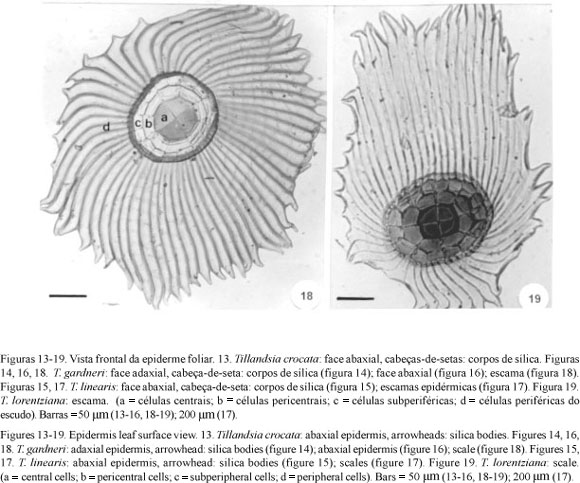 a
c b
d
18
19
Figuras 13-19. Vista frontal da epiderme foliar. 13. Tillandsia crocata: face abaxial, cabeças-de-setas: corpos de silica. Figuras
14, 16, 18. T. gardneri: face adaxial, cabeça-de-seta: corpos de silica (figura 14); face abaxial (figura 16); escama (figura 18).
Figuras 15, 17. T. linearis: face abaxial, cabeça-de-seta: corpos de silica (figura 15); escamas epidérmicas (figura 17). Figura 19.
T. lorentziana: escama. (a = células centrais; b = células pericentrais; c = células subperiféricas; d = células periféricas do
escudo). Barras = 50 µm (13-16, 18-19); 200 µm (17).
Figures 13-19. Epidermis leaf surface view. 13. Tillandsia crocata: abaxial epidermis, arrowheads: silica bodies. Figures 14, 16,
18. T. gardneri: adaxial epidermis, arrowhead: silica bodies (figure 14); abaxial epidermis (figure 16); scale (figure 18). Figures 15,
17. T. linearis: abaxial epidermis, arrowhead: silica bodies (figure 15); scales (figure 17). Figure 19. T. lorentziana: scale.
(a = central cells; b = pericentral cells; c = subperipheral cells; d = peripheral cells). Bars = 50 µm (13-16, 18-19); 200 µm (17).